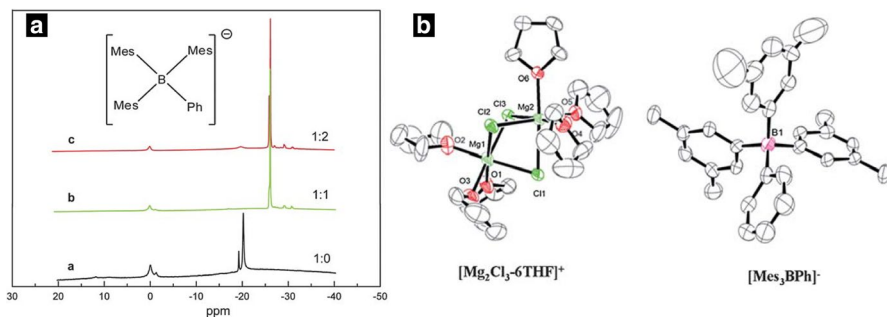 a
Mes
Mes
B
Mes
Ph
⊖
c
1:2
b
1:1
a
1:0
30 20 10 0 -10 -20 -30 -40 -50
ppm
b
O6
Cl3
Cl2
Mg2
O5
O2
Mg1
O4
O3
O1
Cl1
[Mg₂Cl₃-6THF]⁺
B1
[Mes₃BPh]⁻